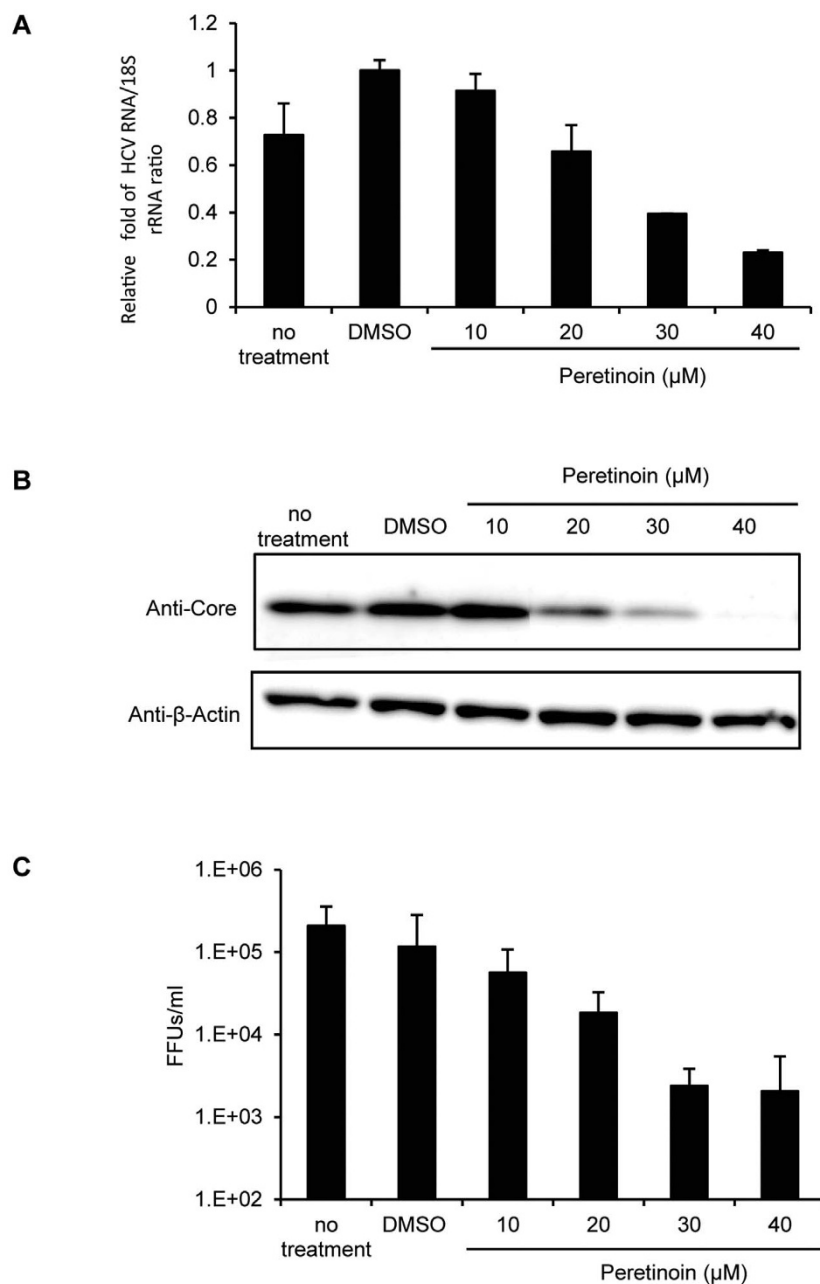 A
Relative fold of HCV RNA/18S
rRNA ratio
1.2
1
0.8
0.6
0.4
0.2
0
no
treatment
DMSO
10
20
30
40
Peretinoin (µM)
B
Peretinoin (µM)
no
treatment
DMSO
10
20
30
40
Anti-Core
Anti-β-Actin
C
FFUs/ml
1.E+06
1.E+05
1.E+04
1.E+03
1.E+02
no
treatment
DMSO
10
20
30
40
Peretinoin (µM)